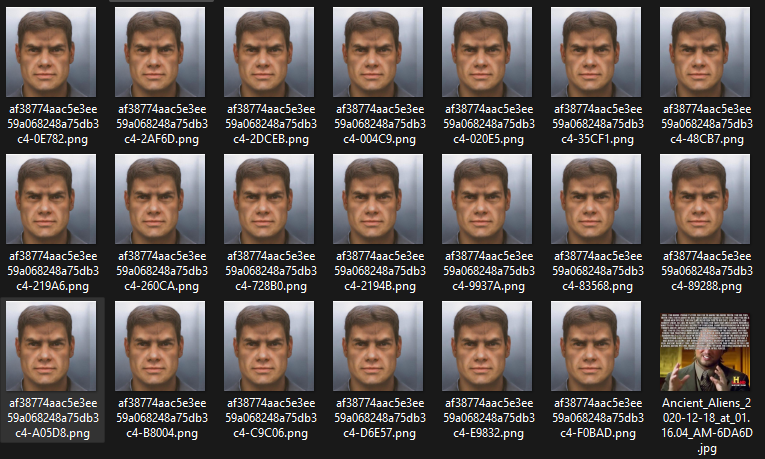 af38774aac5e3ee
59a068248a75db3
c4-0E782.png
af38774aac5e3ee
59a068248a75db3
c4-2AF6D.png
af38774aac5e3ee
59a068248a75db3
c4-2DCEB.png
af38774aac5e3ee
59a068248a75db3
c4-004C9.png
af38774aac5e3ee
59a068248a75db3
c4-020E5.png
af38774aac5e3ee
59a068248a75db3
c4-35CF1.png
af38774aac5e3ee
59a068248a75db3
c4-48CB7.png
af38774aac5e3ee
59a068248a75db3
c4-219A6.png
af38774aac5e3ee
59a068248a75db3
c4-260CA.png
af38774aac5e3ee
59a068248a75db3
c4-728B0.png
af38774aac5e3ee
59a068248a75db3
c4-2194B.png
af38774aac5e3ee
59a068248a75db3
c4-9937A.png
af38774aac5e3ee
59a068248a75db3
c4-83568.png
af38774aac5e3ee
59a068248a75db3
c4-89288.png
af38774aac5e3ee
59a068248a75db3
c4-A05D8.png
af38774aac5e3ee
59a068248a75db3
c4-B8004.png
af38774aac5e3ee
59a068248a75db3
c4-C9C06.png
af38774aac5e3ee
59a068248a75db3
c4-D6E57.png
af38774aac5e3ee
59a068248a75db3
c4-E9832.png
af38774aac5e3ee
59a068248a75db3
c4-F0BAD.png
H
Ancient_Aliens_2
020-12-18_at_01.
16.04_AM-6DA6D
.jpg